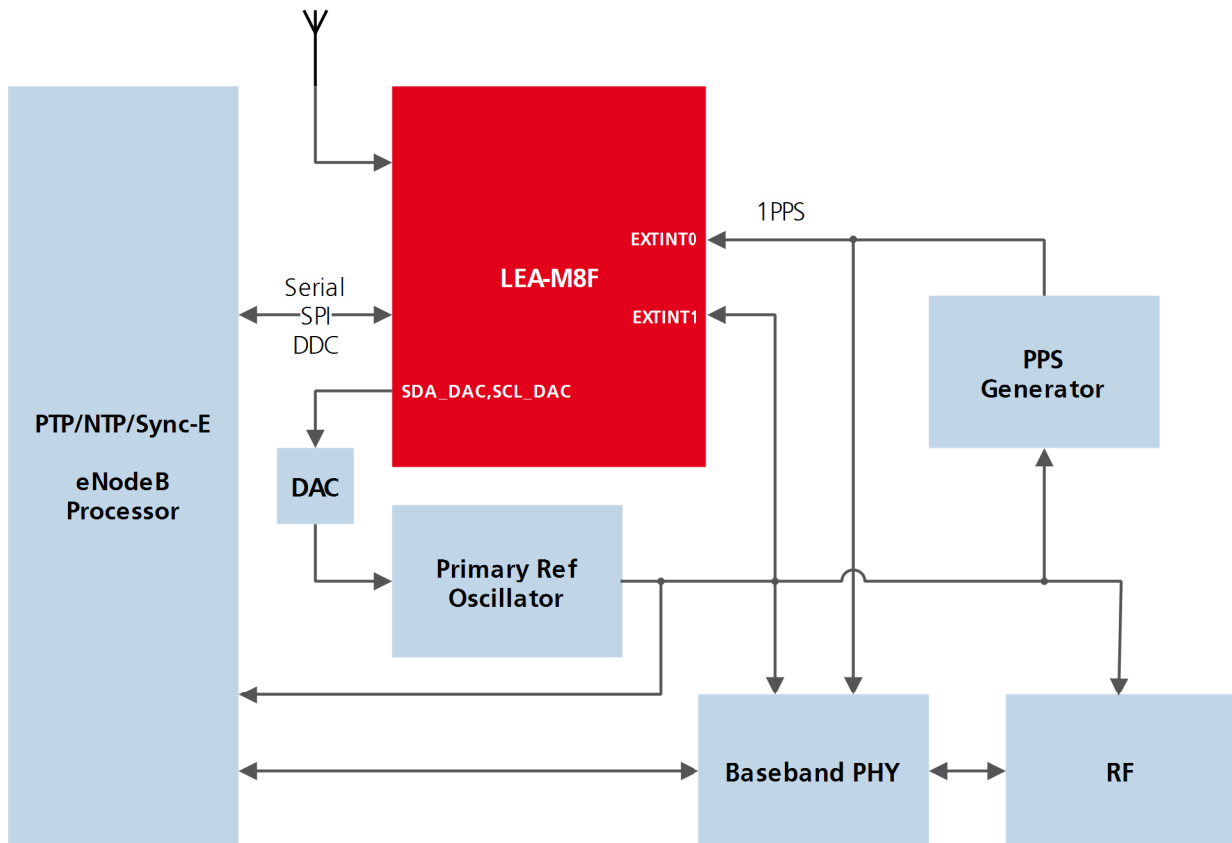 1PPS
EXTINT0
LEA-M8F
Serial
SPI
DDC
EXTINT1
PPS
Generator
SDA_DAC,SCL_DAC
PTP/NTP/Sync-E
eNodeB
Processor
DAC
Primary Ref
Oscillator
Baseband PHY
RF